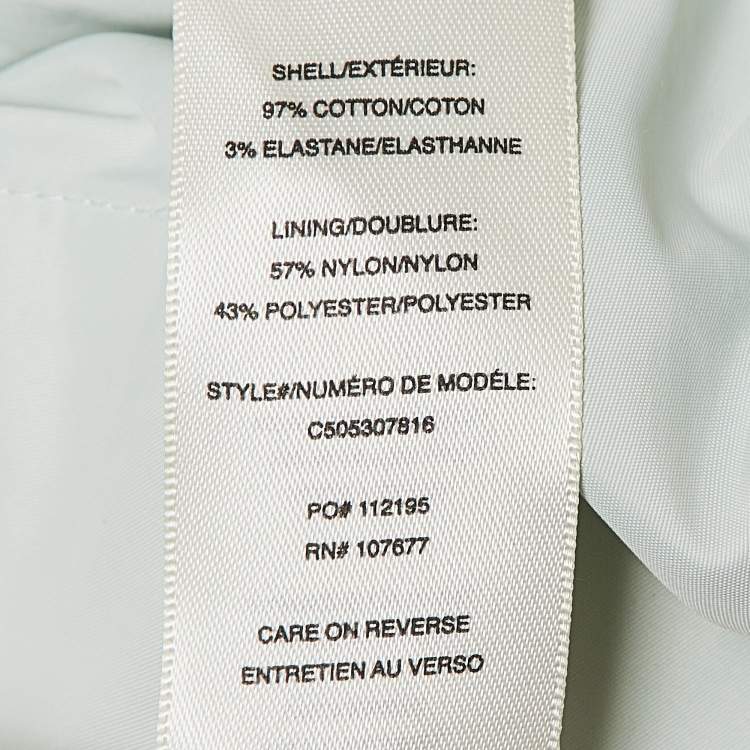 SHELL/EXTÉRIEUR:
97% COTTON/COTON
3% ELASTANE/ELASTHANNE
LINING/DOUBLURE:
57% NYLON/NYLON
43% POLYESTER/POLYESTER
STYLE#/NUMÉRO DE MODÉLE:
C505307816
PO# 112195
RN# 107677
CARE ON REVERSE
ENTRETIEN AU VERSO